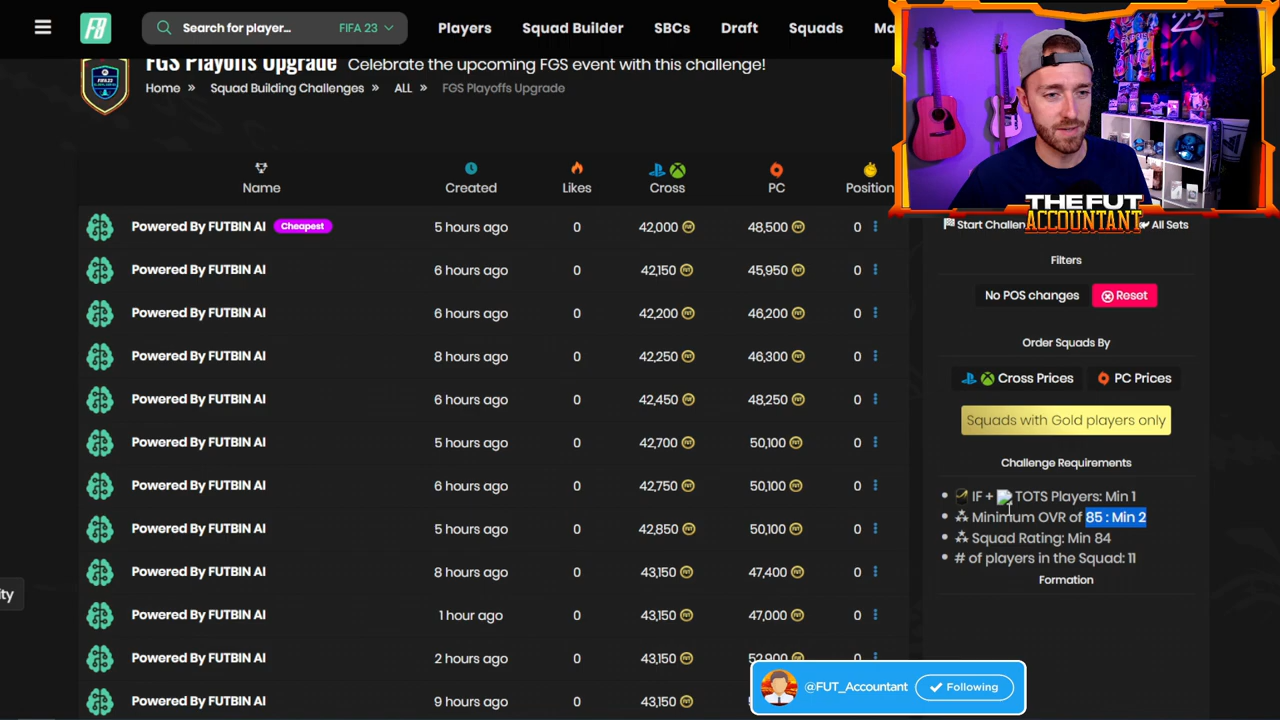 F8
Search for player...
FIFA 23
Players
Squad Builder
SBCs
Draft
Squads
Ma
FGS Playoffs Upgrade
Celebrate the upcoming FGS event with this challenge!
Home » Squad Building Challenges » ALL » FGS Playoffs Upgrade
THE FUT
ACCOUNTANT
Name Created Likes Cross PC Position
Powered By FUTBIN AI Cheapest 5 hours ago 0 42,000 48,500 0
Powered By FUTBIN AI 6 hours ago 0 42,150 45,950 0
Powered By FUTBIN AI 6 hours ago 0 42,200 46,200 0
Powered By FUTBIN AI 8 hours ago 0 42,250 46,300 0
Powered By FUTBIN AI 6 hours ago 0 42,450 48,250 0
Powered By FUTBIN AI 5 hours ago 0 42,700 50,100 0
Powered By FUTBIN AI 6 hours ago 0 42,750 50,100 0
Powered By FUTBIN AI 5 hours ago 0 42,850 50,100 0
Powered By FUTBIN AI 8 hours ago 0 43,150 47,400 0
Powered By FUTBIN AI 1 hour ago 0 43,150 47,000 0
Powered By FUTBIN AI 2 hours ago 0 43,150 52,900 0
Powered By FUTBIN AI 9 hours ago 0 43,150
Start Challen
All Sets
Filters
No POS changes
Reset
Order Squads By
Cross Prices
PC Prices
Squads with Gold players only
Challenge Requirements
IF + TOTS Players: Min 1
Minimum OVR of 85 : Min 2
Squad Rating: Min 84
# of players in the Squad: 11
Formation
ity
@FUT_Accountant
Following